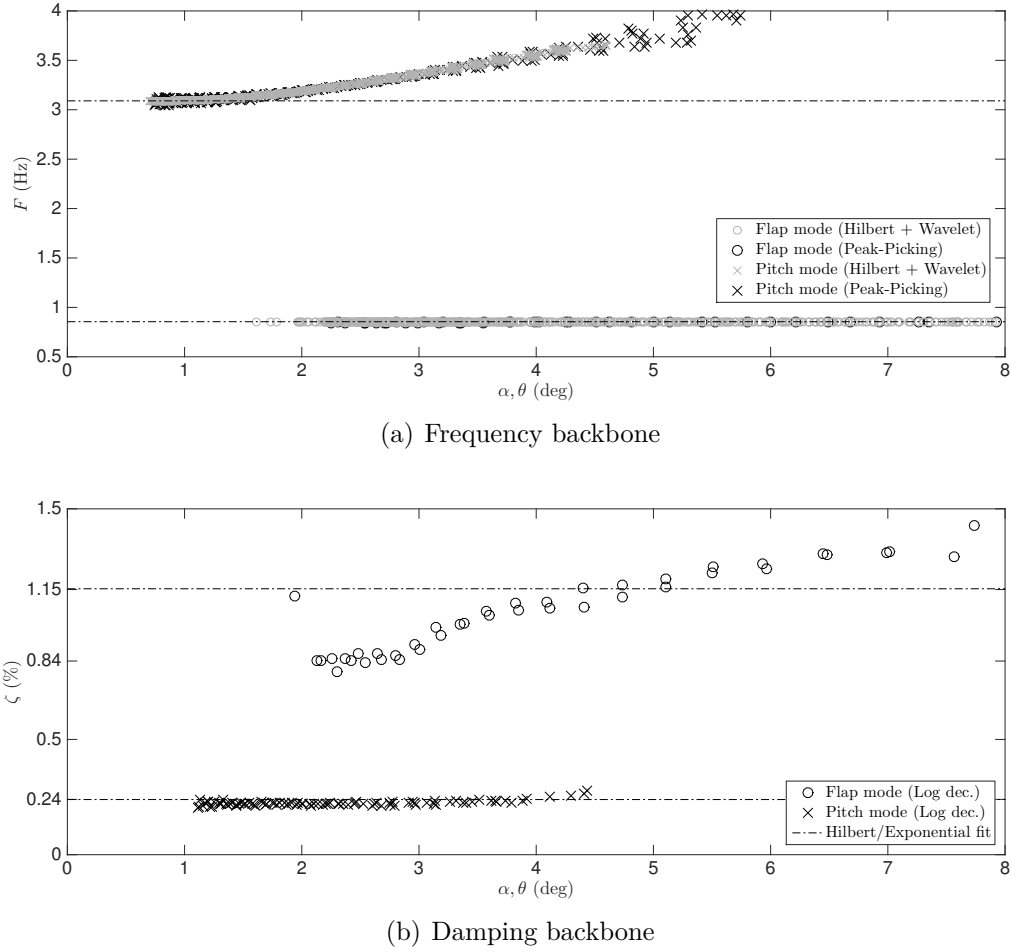 4
3.5
3
2.5
F (Hz)
2
1.5
1
0.5
Flap mode (Hilbert + Wavelet)
Flap mode (Peak-Picking)
Pitch mode (Hilbert + Wavelet)
Pitch mode (Peak-Picking)
0 1 2 3 4 5 6 7 8
α, θ (deg)
(a) Frequency backbone
1.5
1.15
0.84
ζ (%)
0.5
0.24
0
Flap mode (Log dec.)
Pitch mode (Log dec.)
Hilbert/Exponential fit
0 1 2 3 4 5 6 7 8
α, θ (deg)
(b) Damping backbone